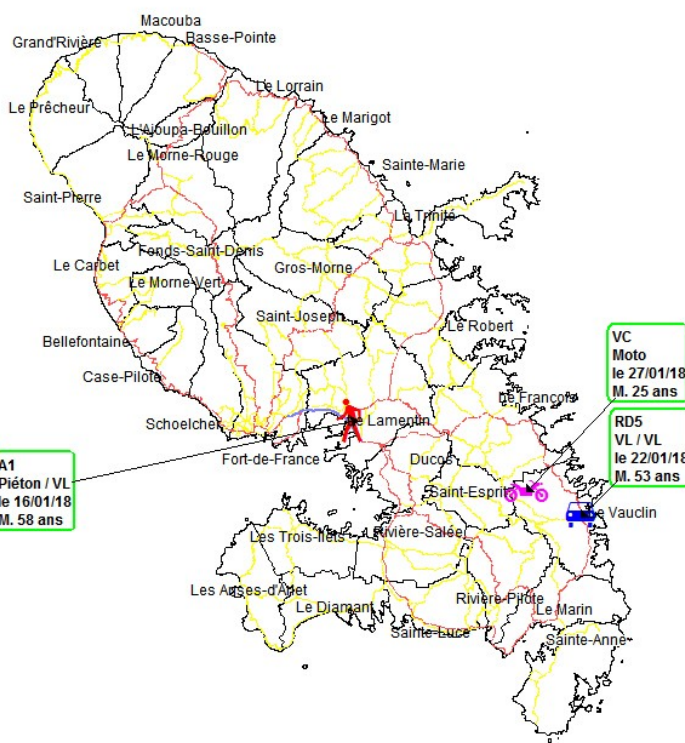 Macouba
Grand'Rivière
Basse-Pointe
Le Lorrain
Le Prêcheur
Le Marigot
L'Ajoupa-Bouillon
Le Morne-Rouge
Sainte-Marie
Saint-Pierre
La Trinité
Fonds-Saint-Denis
Le Carbet
Gros-Morne
Le Morne-Vert
Saint-Joseph
Le Robert
Bellefontaine
VC
Moto
le 27/01/18
M. 25 ans
Case-Pilote
Le François
Schoelcher
Le Lamentin
RD5
VL / VL
le 22/01/18
M. 53 ans
Fort-de-France
Ducos
A1
Piéton / VL
le 16/01/18
M. 58 ans
Saint-Esprit
Le Vauclin
Les Trois-Ilets
Rivière-Salée
Les Anses-d'Arlet
Rivière-Pilote
Le Diamant
Le Marin
Sainte-Luce
Sainte-Anne